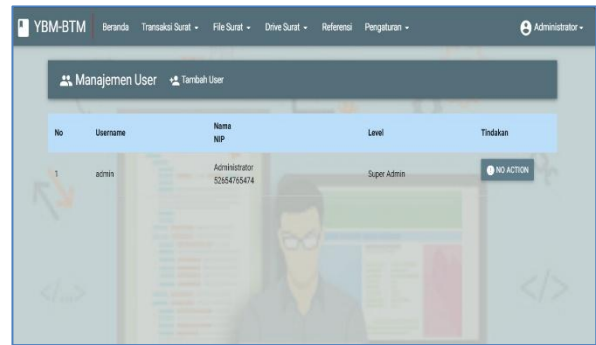 YBM-BTM Beranda Transaksi Surat File Surat Drive Surat Referensi Pengaturan Administrator
Manajemen User Tambah User
No Username Nama NIP Level Tindakan
1 admin Administrator 52654765474 Super Admin NO ACTION